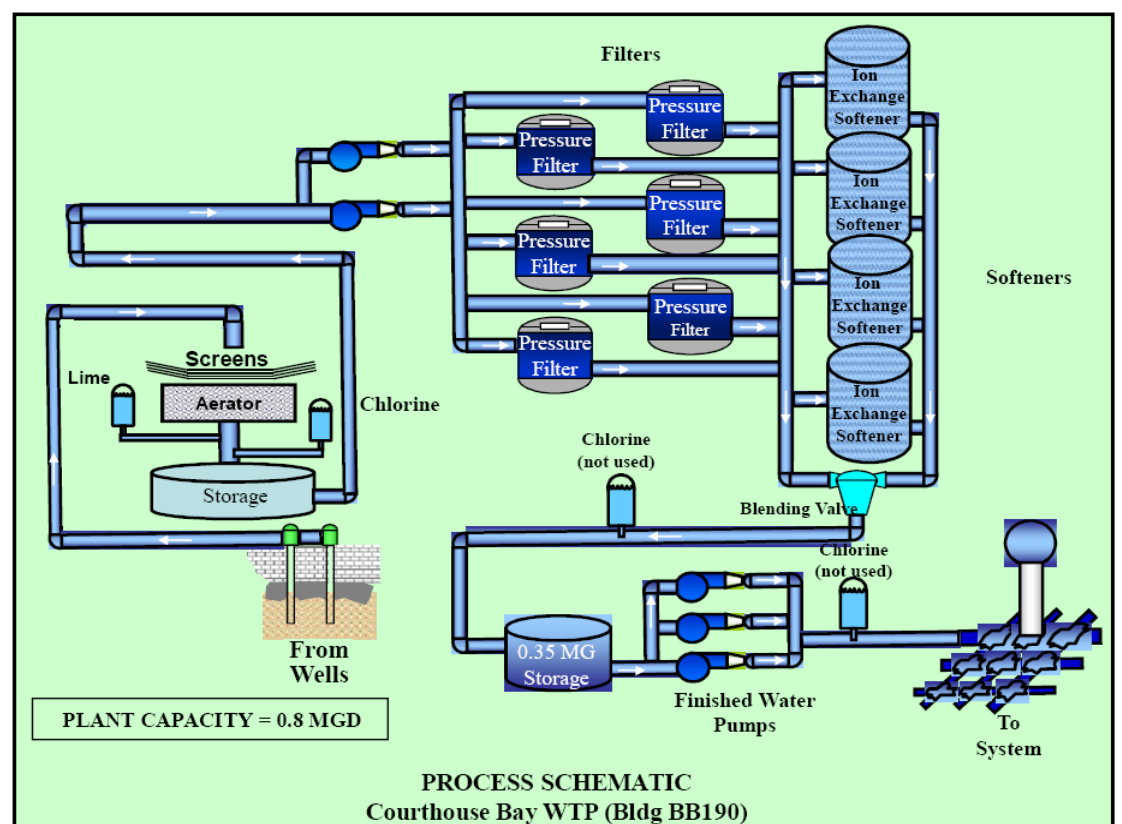 Filters
Pressure
Filter
Pressure
Filter
Pressure
Filter
Pressure
Filter
Pressure
Filter
Pressure
Filter
Ion
Exchange
Softener
Ion
Exchange
Softener
Ion
Exchange
Softener
Ion
Exchange
Softener
Softeners
Screens
Lime
Aerator
Chlorine
Storage
From
Wells
Chlorine
(not used)
Blending Valve
Chlorine
(not used)
0.35 MG
Storage
Finished Water
Pumps
To
System
PLANT CAPACITY = 0.8 MGD
PROCESS SCHEMATIC
Courthouse Bay WTP (Bldg BB190)